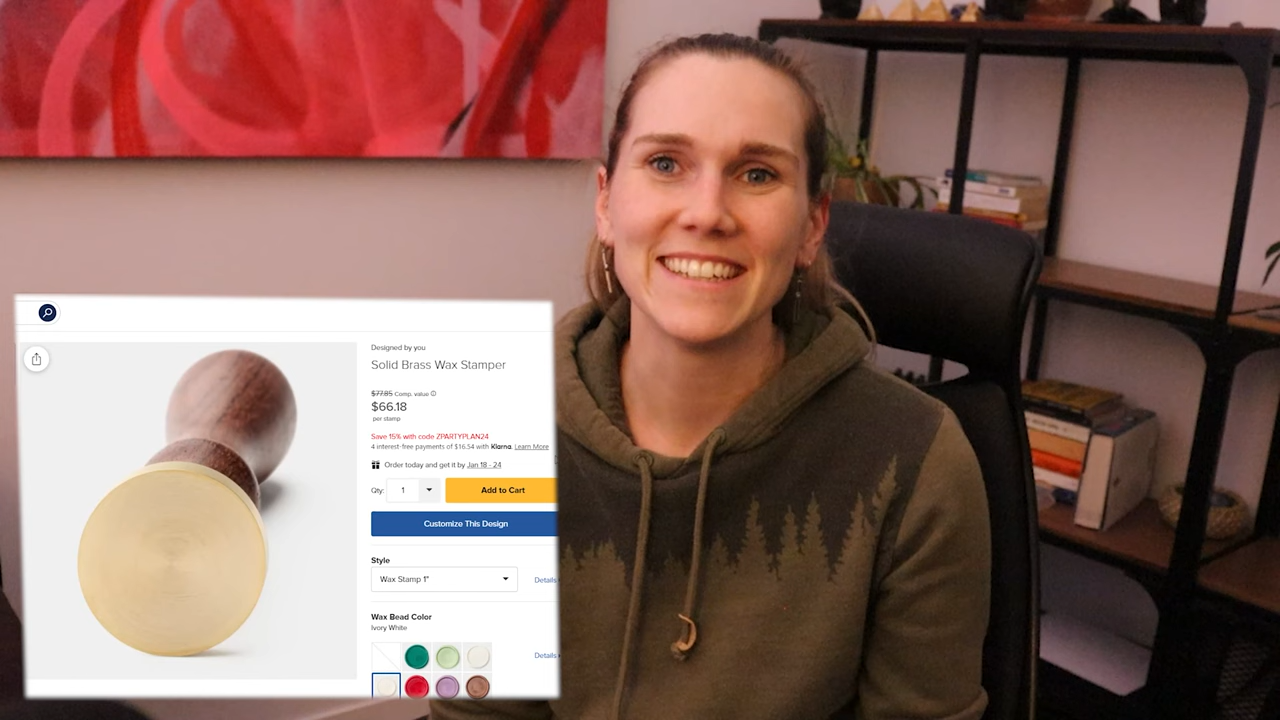 Designed by you
Solid Brass Wax Stamper
$77.85 Comp. value
$66.18
per stamp
Save 15% with code ZPARTYPLAN24
4 interest-free payments of $16.54 with Klarna. Learn More
Order today and get it by Jan 18 - 24
Qty: 1 Add to Cart
Customize This Design
Style
Wax Stamp 1" Details
Wax Bead Color
Ivory White
Details